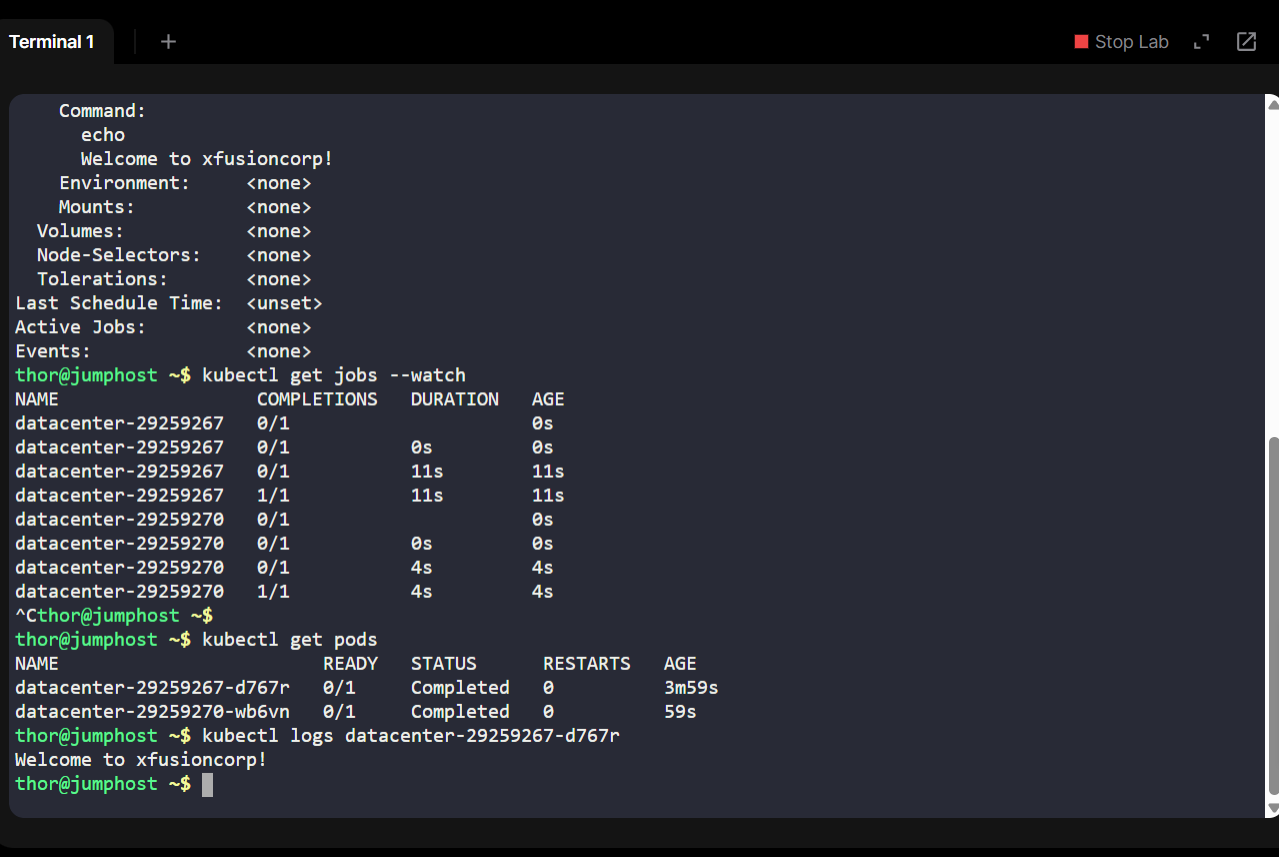 Terminal 1
+
Stop Lab
Command:
echo
Welcome to xfusioncorp!
Environment: <none>
Mounts: <none>
Volumes: <none>
Node-Selectors: <none>
Tolerations: <none>
Last Schedule Time: <unset>
Active Jobs: <none>
Events: <none>
thor@jumphost ~$ kubectl get jobs --watch
NAME COMPLETIONS DURATION AGE
datacenter-29259267 0/1 0s
datacenter-29259267 0/1 0s 0s
datacenter-29259267 0/1 11s 11s
datacenter-29259267 1/1 11s 11s
datacenter-29259270 0/1 0s
datacenter-29259270 0/1 0s 0s
datacenter-29259270 0/1 4s 4s
datacenter-29259270 1/1 4s 4s
^Cthor@jumphost ~$
thor@jumphost ~$ kubectl get pods
NAME READY STATUS RESTARTS AGE
datacenter-29259267-d767r 0/1 Completed 0 3m59s
datacenter-29259270-wb6vn 0/1 Completed 0 59s
thor@jumphost ~$ kubectl logs datacenter-29259267-d767r
Welcome to xfusioncorp!
thor@jumphost ~$